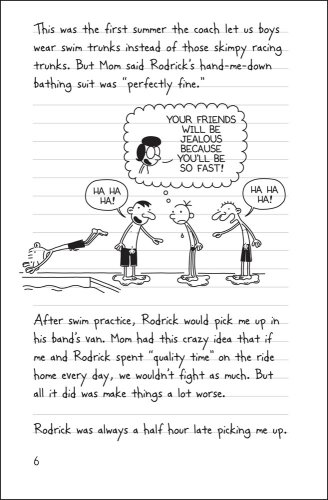 This was the first summer the coach let us boys
wear swim trunks instead of those skimpy racing
trunks. But Mom said Rodrick's hand-me-down
bathing suit was "perfectly fine."
YOUR FRIENDS
WILL BE
JEALOUS
BECAUSE
YOU'LL BE
SO FAST!
HA HA
HA!
HA HA
HA!
After swim practice, Rodrick would pick me up in
his band's van. Mom had this crazy idea that if
me and Rodrick spent "quality time" on the ride
home every day, we wouldn't fight as much. But
all it did was make things a lot worse.
Rodrick was always a half hour late picking me up.
6